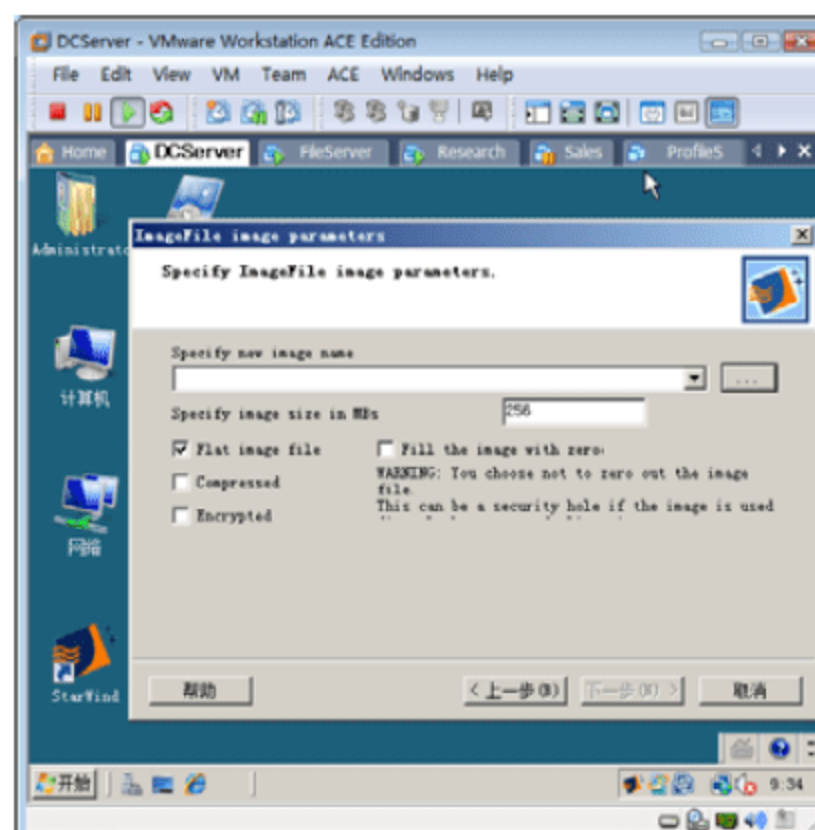 DCServer - VMware Workstation ACE Edition
File Edit View VM Team ACE Windows Help
Home DCServer FileServer Research Sales ProfileS
Administrato
ImageFile image parameters
Specify ImageFile image parameters.
Specify new image name
...
计算机
Specify image size in MBs 256
Flat image file Fill the image with zero
Compressed WARNING: You choose not to zero out the image
file.
Encrypted This can be a security hole if the image is used
网络
StarWind
帮助 < 上一步(B) 下一步(N) > 取消
开始 9:34